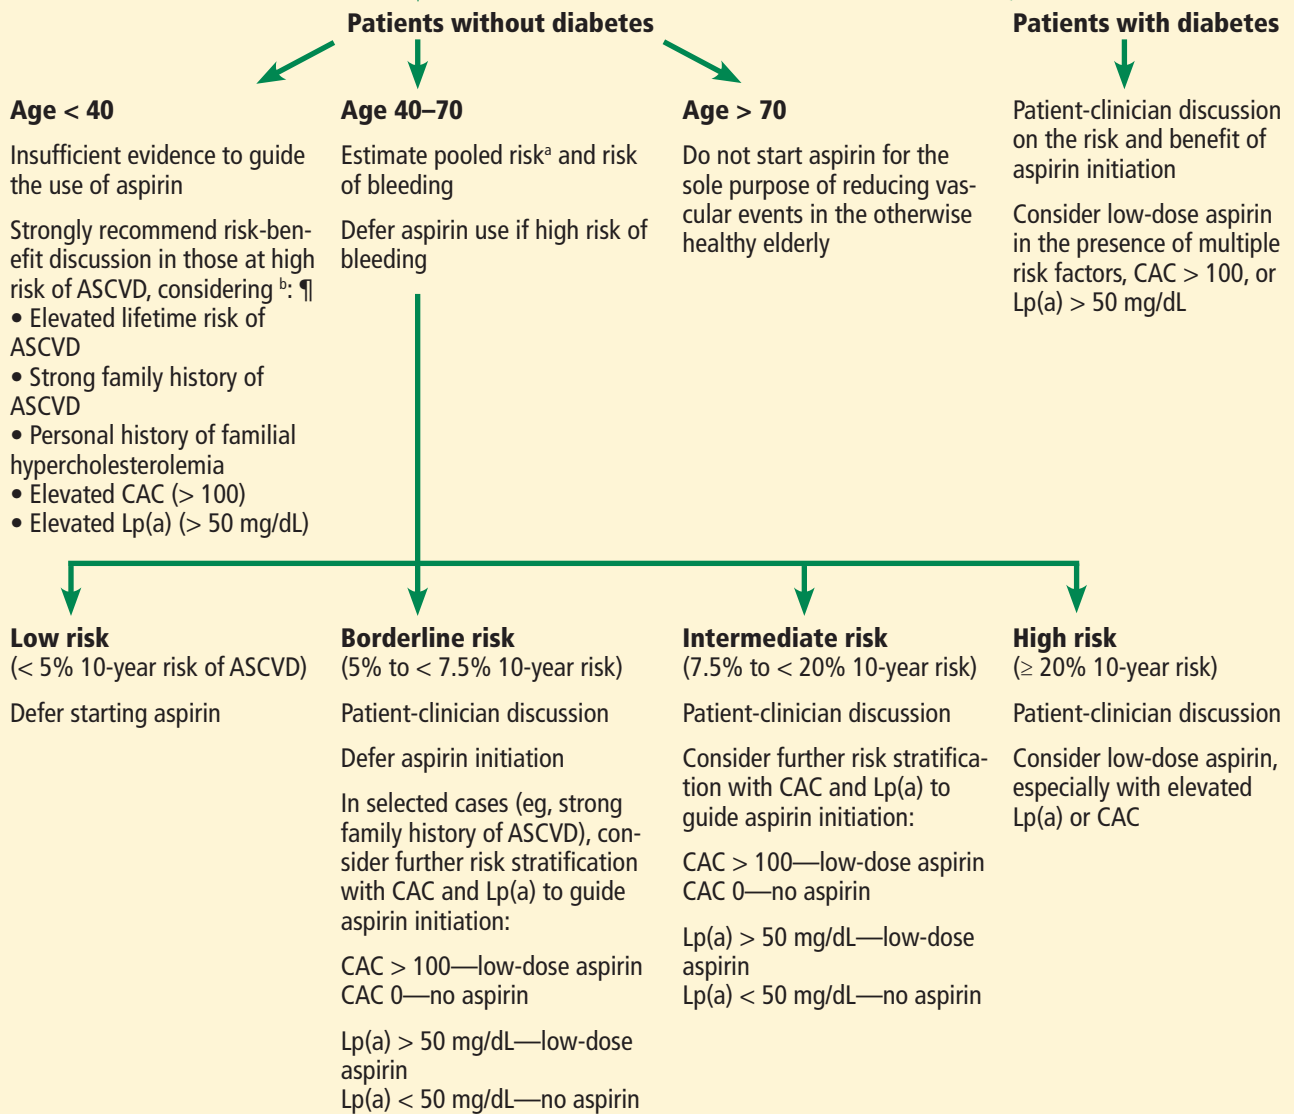 Patients without diabetes
Patients with diabetes
Age < 40
Insufficient evidence to guide
the use of aspirin
Strongly recommend risk-ben-
efit discussion in those at high
risk of ASCVD, considering ᵇ: ¶
• Elevated lifetime risk of
ASCVD
• Strong family history of
ASCVD
• Personal history of familial
hypercholesterolemia
• Elevated CAC (> 100)
• Elevated Lp(a) (> 50 mg/dL)
Age 40–70
Estimate pooled riskᵃ and risk
of bleeding
Defer aspirin use if high risk of
bleeding
Age > 70
Do not start aspirin for the
sole purpose of reducing vas-
cular events in the otherwise
healthy elderly
Patient-clinician discussion
on the risk and benefit of
aspirin initiation
Consider low-dose aspirin
in the presence of multiple
risk factors, CAC > 100, or
Lp(a) > 50 mg/dL
Low risk
(< 5% 10-year risk of ASCVD)
Defer starting aspirin
Borderline risk
(5% to < 7.5% 10-year risk)
Patient-clinician discussion
Defer aspirin initiation
In selected cases (eg, strong
family history of ASCVD), con-
sider further risk stratification
with CAC and Lp(a) to guide
aspirin initiation:
CAC > 100—low-dose aspirin
CAC 0—no aspirin
Lp(a) > 50 mg/dL—low-dose
aspirin
Lp(a) < 50 mg/dL—no aspirin
Intermediate risk
(7.5% to < 20% 10-year risk)
Patient-clinician discussion
Consider further risk stratifica-
tion with CAC and Lp(a) to
guide aspirin initiation:
CAC > 100—low-dose aspirin
CAC 0—no aspirin
Lp(a) > 50 mg/dL—low-dose
aspirin
Lp(a) < 50 mg/dL—no aspirin
High risk
(≥ 20% 10-year risk)
Patient-clinician discussion
Consider low-dose aspirin,
especially with elevated
Lp(a) or CAC